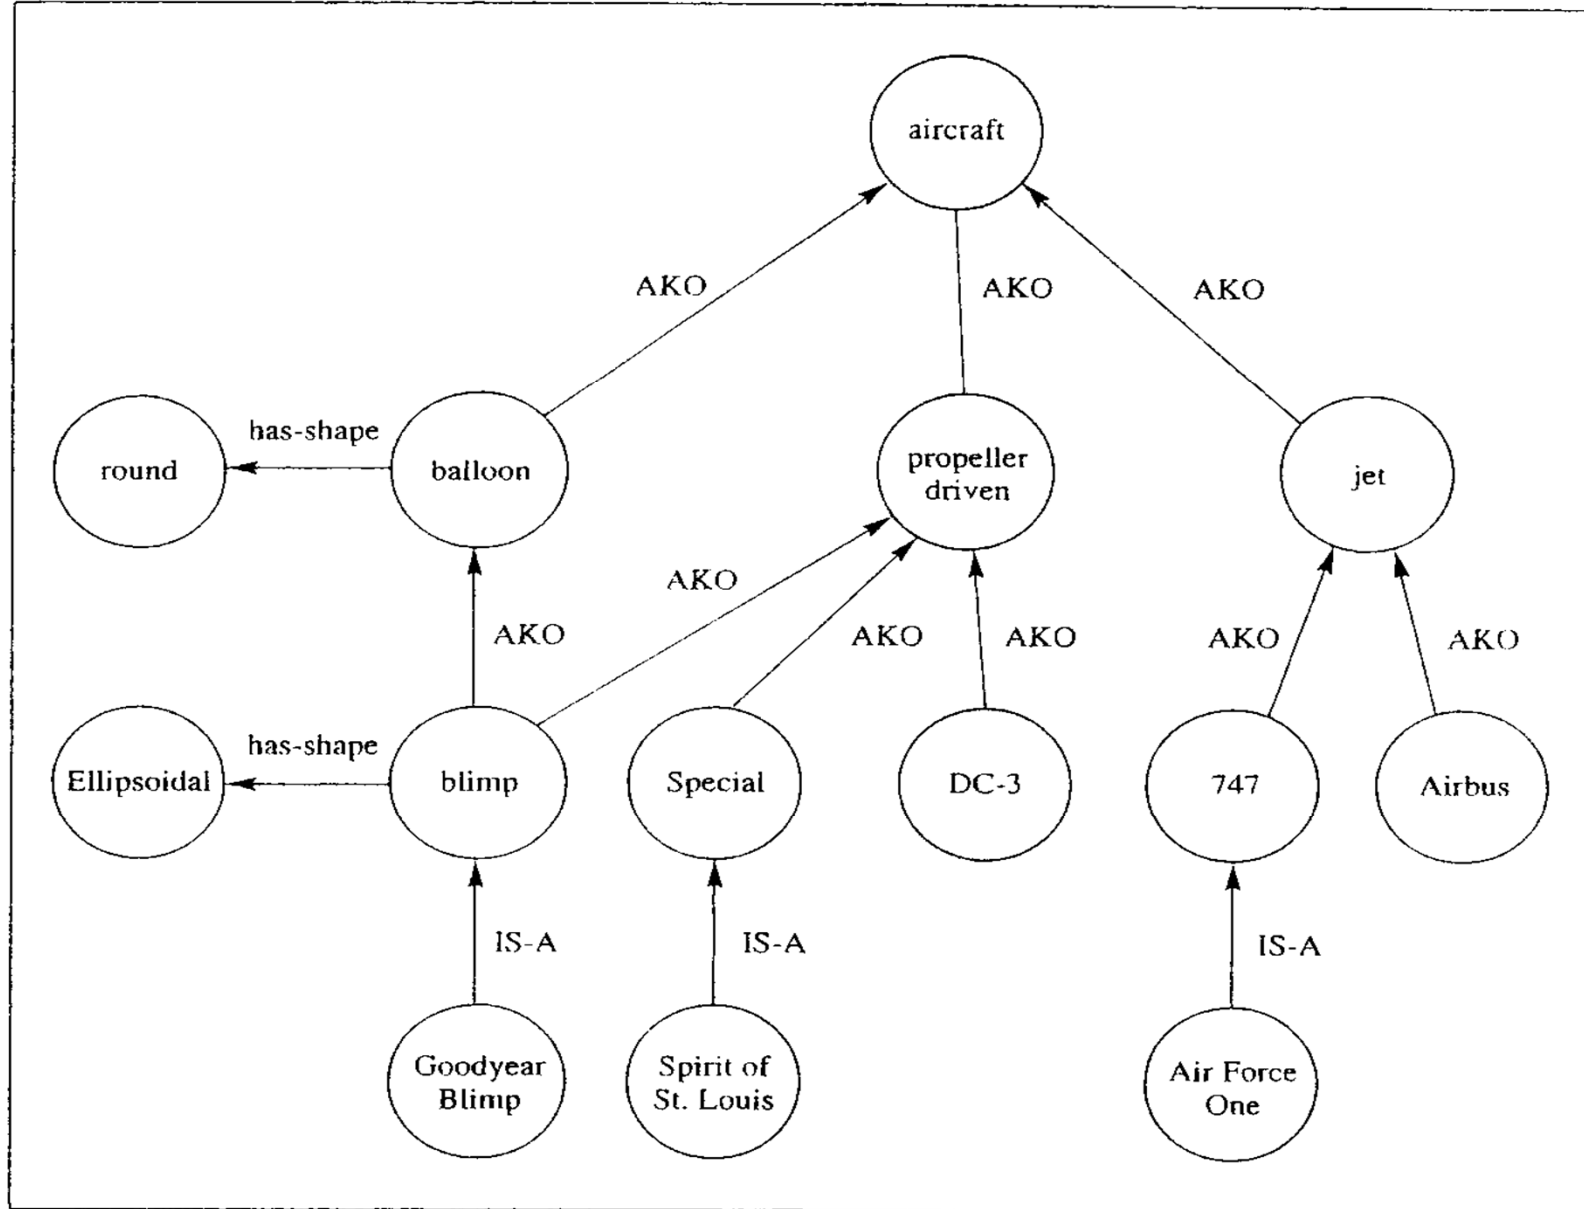 aircraft
AKO
AKO
AKO
round
has-shape
balloon
propeller
driven
jet
AKO
AKO
AKO
AKO
AKO
AKO
Ellipsoidal
has-shape
blimp
Special
DC-3
747
Airbus
IS-A
IS-A
IS-A
Goodyear
Blimp
Spirit of
St. Louis
Air Force
One